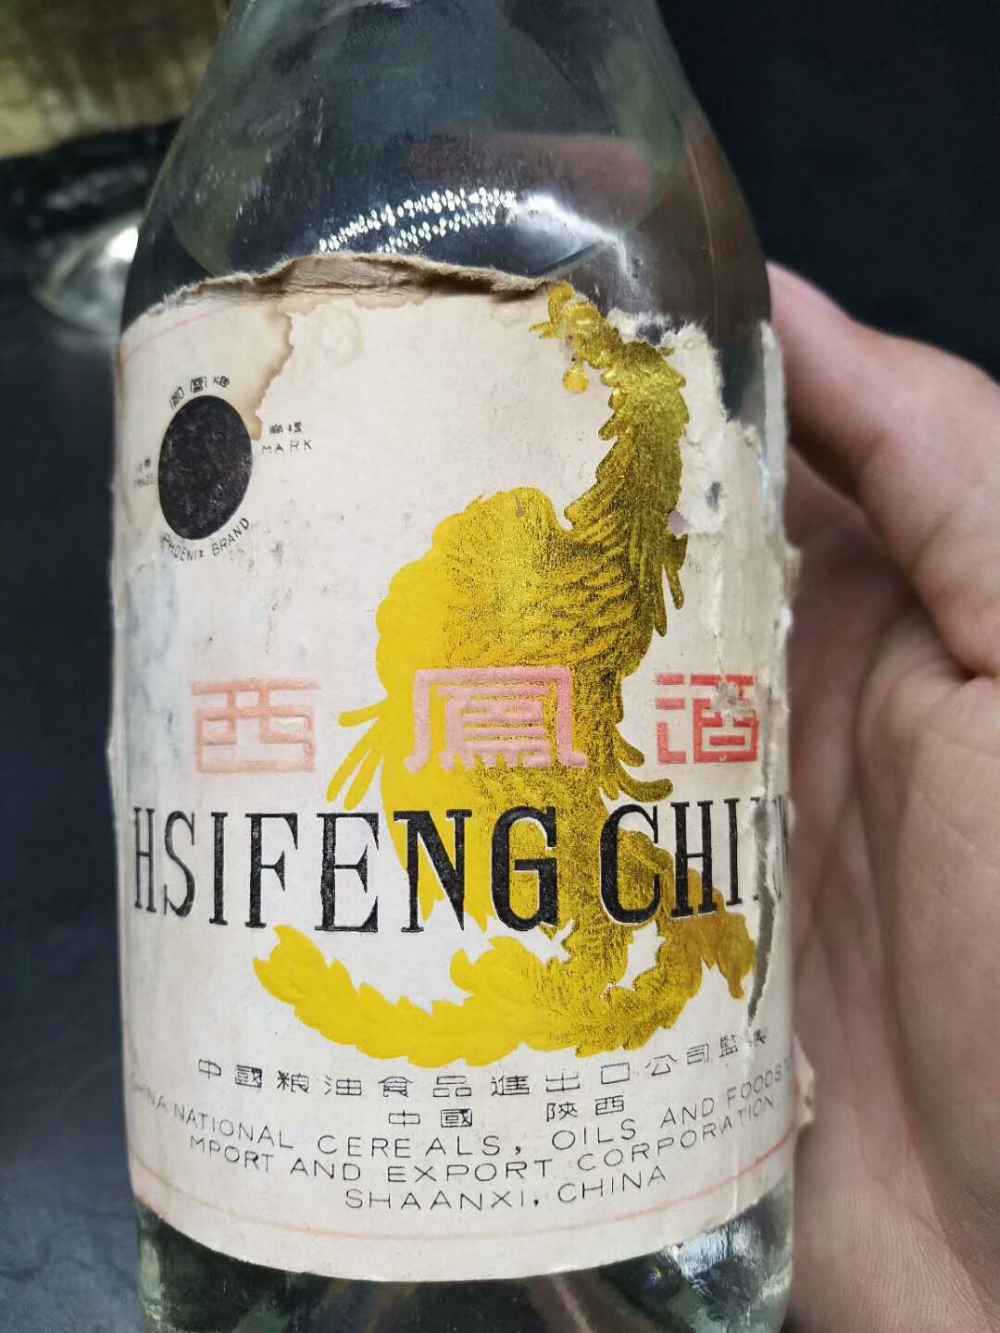 鳳凰牌
商標
MARK
PHOENIX BRAND
西鳳酒
HSIFENG
中國粮油食品進出口公司監製
中國 陝西
CHINA NATIONAL CEREALS, OILS AND FOODS
IMPORT AND EXPORT CORPORATION
SHAANXI, CHINA